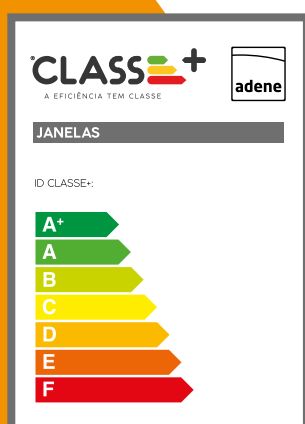 CLASSE+
A EFICIÊNCIA TEM CLASSE
adene
JANELAS
ID CLASSE+:
A+
A
B
C
D
E
F